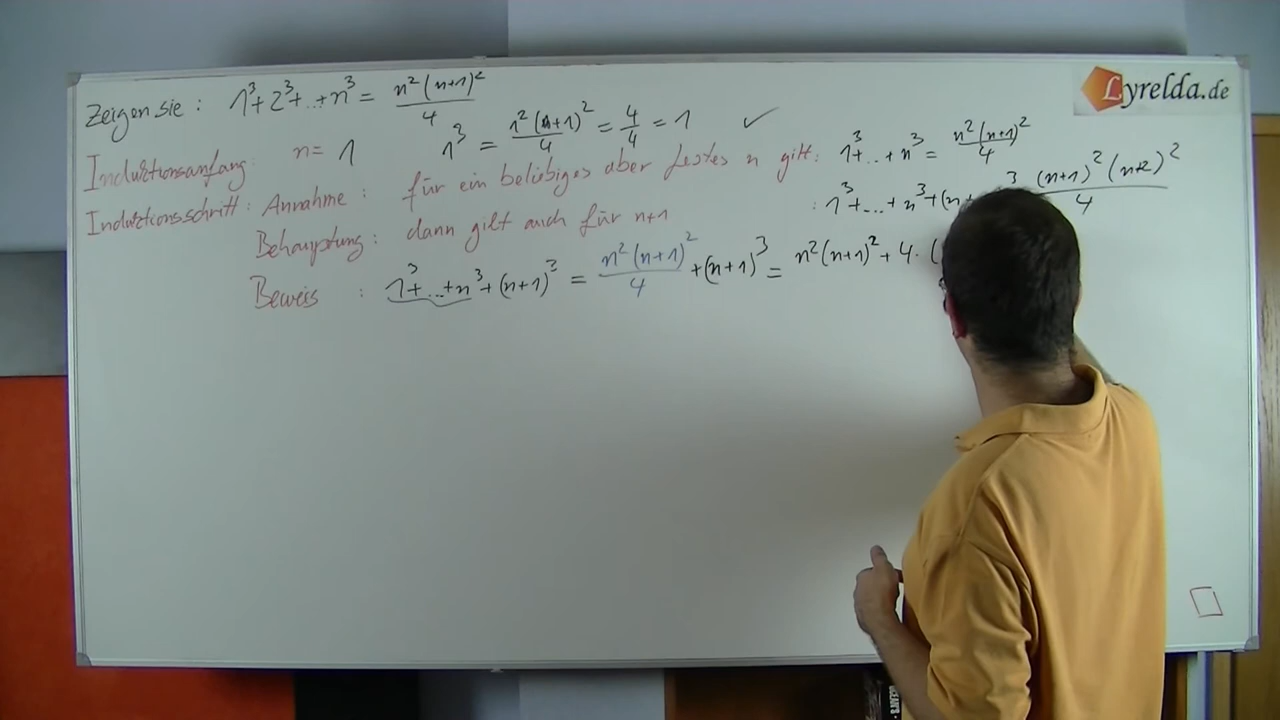 Zeigen sie: 1³+2³+..+n³ = n²(n+1)²/4
Lyrelda.de
Induktionsanfang: n=1 1³ = 1²(1+1)²/4 = 4/4 = 1 ✓
Induktionsschritt: Annahme: für ein beliebiges aber festes n gilt: 1³+..+n³ = n²(n+1)²/4
Behauptung: dann gilt auch für n+1 : 1³+...+n³+(n+ ³ (n+1)²(n+2)²/4
Beweis : 1³+...+n³+(n+1)³ = n²(n+1)²/4 +(n+1)³ = n²(n+1)²+4·(